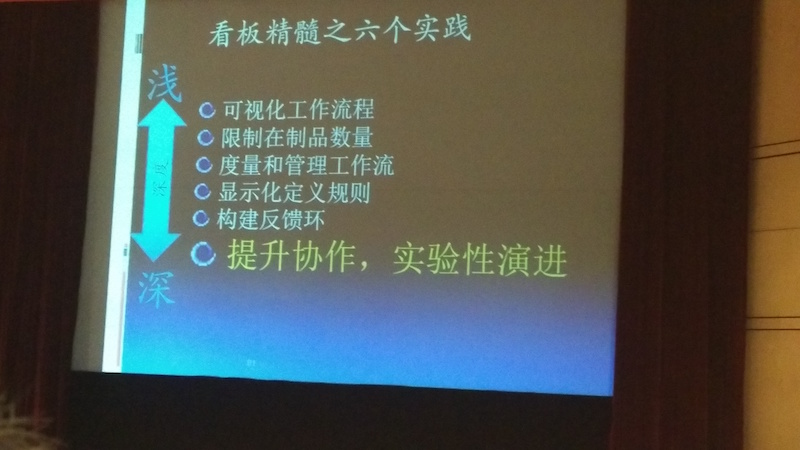 看板精髓之六个实践
浅
可视化工作流程
限制在制品数量
度量和管理工作流
显示化定义规则
构建反馈环
提升协作，实验性演进
深度
深